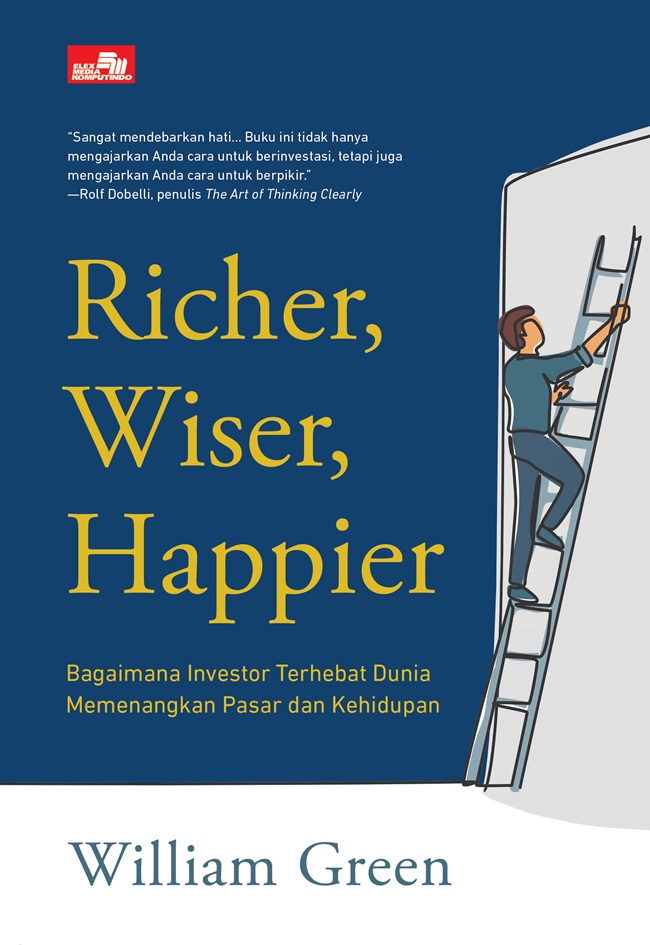 ELEX
MEDIA
KOMPUTINDO
“Sangat mendebarkan hati... Buku ini tidak hanya
mengajarkan Anda cara untuk berinvestasi, tetapi juga
mengajarkan Anda cara untuk berpikir.”
—Rolf Dobelli, penulis The Art of Thinking Clearly
Richer,
Wiser,
Happier
Bagaimana Investor Terhebat Dunia
Memenangkan Pasar dan Kehidupan
William Green